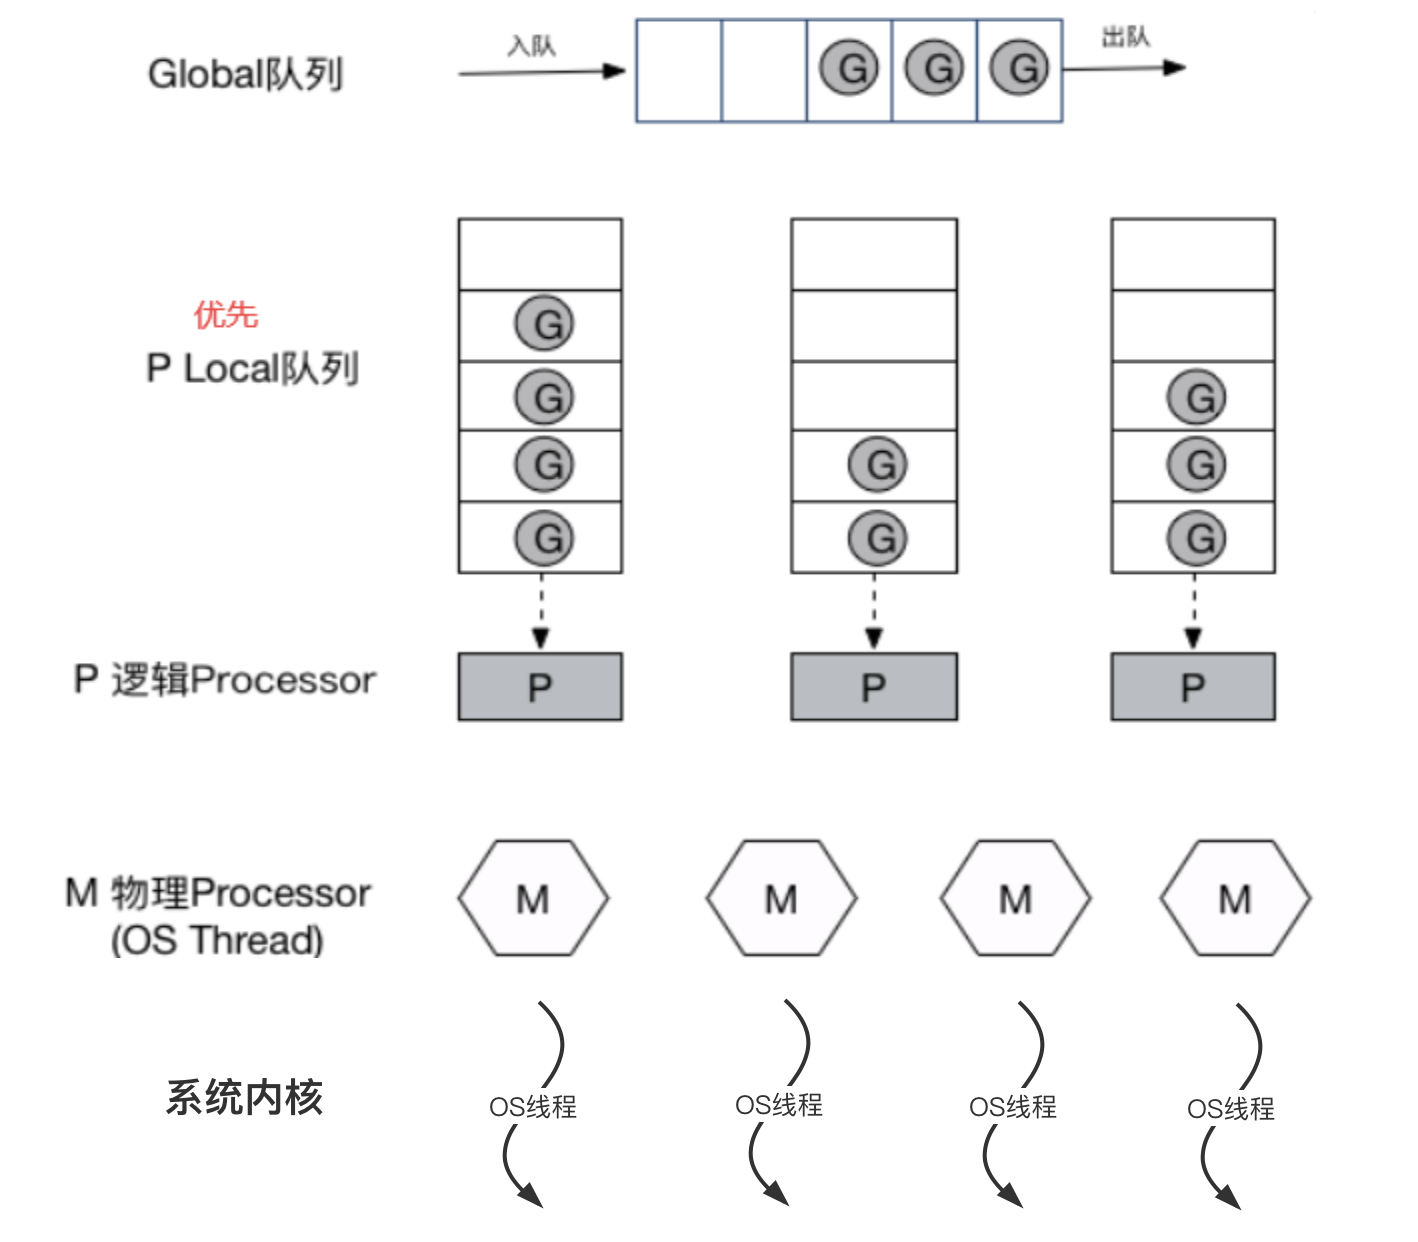 入队
出队
Global队列
G G G
优先
P Local队列
G
G
G G
G G G
G G G
P 逻辑Processor
P P P
M 物理Processor
(OS Thread)
M M M M
系统内核
OS线程 OS线程 OS线程 OS线程